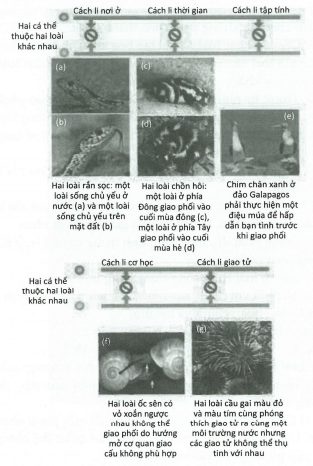 Cách li nơi ở
Cách li thời gian
Cách li tập tính
Hai cá thể
thuộc hai loài
khác nhau
(a)
(b)
(c)
(d)
(e)
Hai loài rắn sọc: một
loài sống chủ yếu ở
nước (a) và một loài
sống chủ yếu trên
mặt đất (b)
Hai loài chồn hôi:
một loài ở phía
Đông giao phối vào
cuối mùa đông (c),
một loài ở phía Tây
giao phối vào cuối
mùa hè (d)
Chim chân xanh ở
đảo Galapagos
phải thực hiện một
điệu múa để hấp
dẫn bạn tình trước
khi giao phối
Cách li cơ học
Cách li giao tử
Hai cá thể
thuộc hai loài
khác nhau
(f)
(g)
Hai loài ốc sên có
vỏ xoắn ngược
nhau không thể
giao phối do hướng
mở cơ quan giao
cấu không phù hợp
Hai loài cầu gai màu đỏ
và màu tím cùng phóng
thích giao tử ra cùng một
môi trường nước nhưng
các giao tử không thể thụ
tinh với nhau